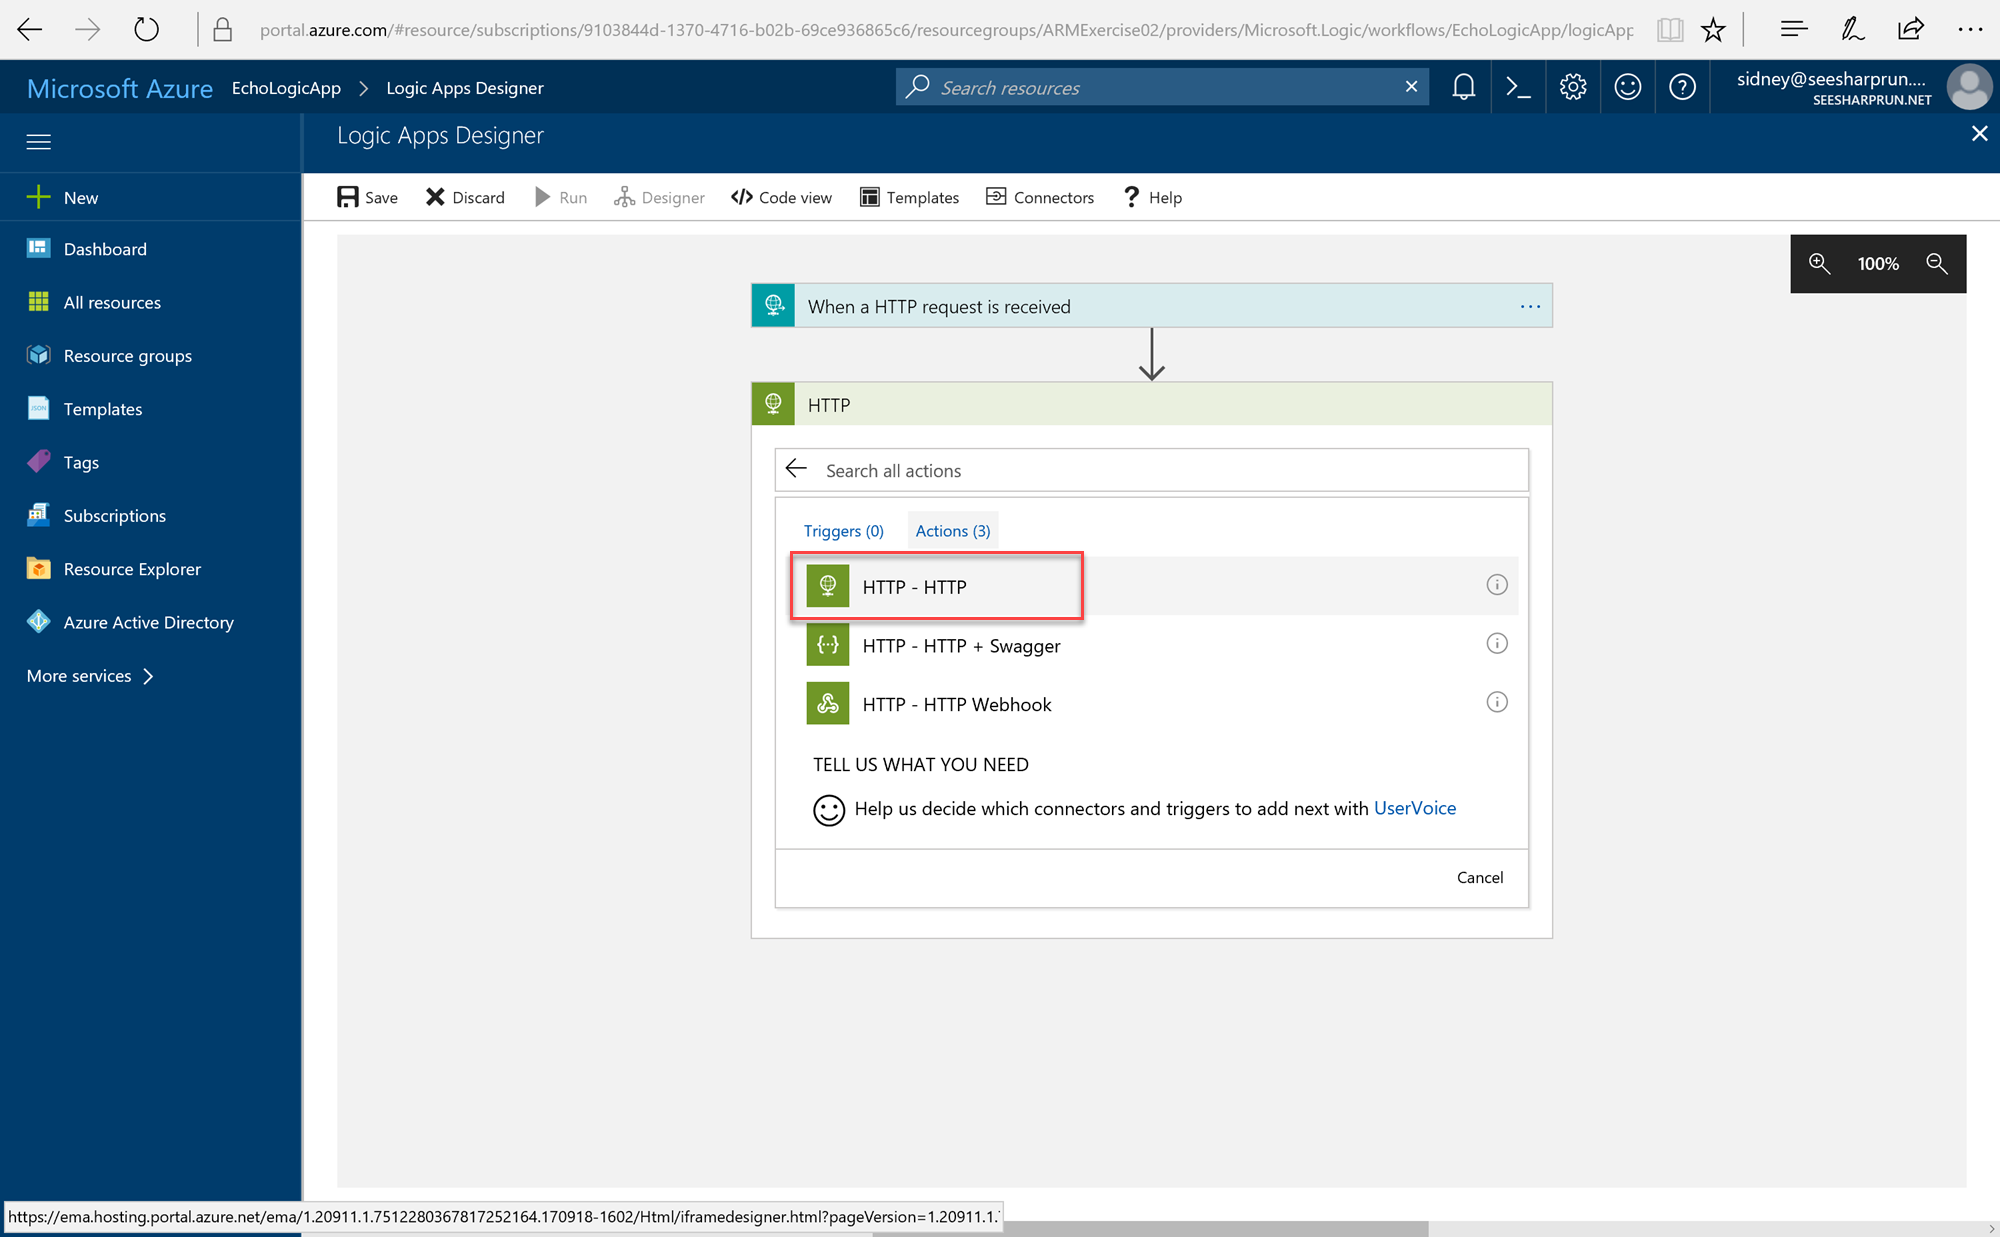 portal.azure.com/#resource/subscriptions/9103844d-1370-4716-b02b-69ce936865c6/resourcegroups/ARMExercise02/providers/Microsoft.Logic/workflows/EchoLogicApp/logicApp
Microsoft Azure EchoLogicApp > Logic Apps Designer
Search resources
sidney@seesharprun....
SEESHARPRUN.NET
Logic Apps Designer
New
Dashboard
All resources
Resource groups
Templates
JSON
Tags
Subscriptions
Resource Explorer
Azure Active Directory
More services
Save Discard Run Designer Code view Templates Connectors Help
100%
When a HTTP request is received
HTTP
Search all actions
Triggers (0) Actions (3)
HTTP - HTTP
HTTP - HTTP + Swagger
HTTP - HTTP Webhook
TELL US WHAT YOU NEED
Help us decide which connectors and triggers to add next with UserVoice
Cancel
https://ema.hosting.portal.azure.net/ema/1.20911.1.7512280367817252164.170918-1602/Html/iframedesigner.html?pageVersion=1.20911.1.